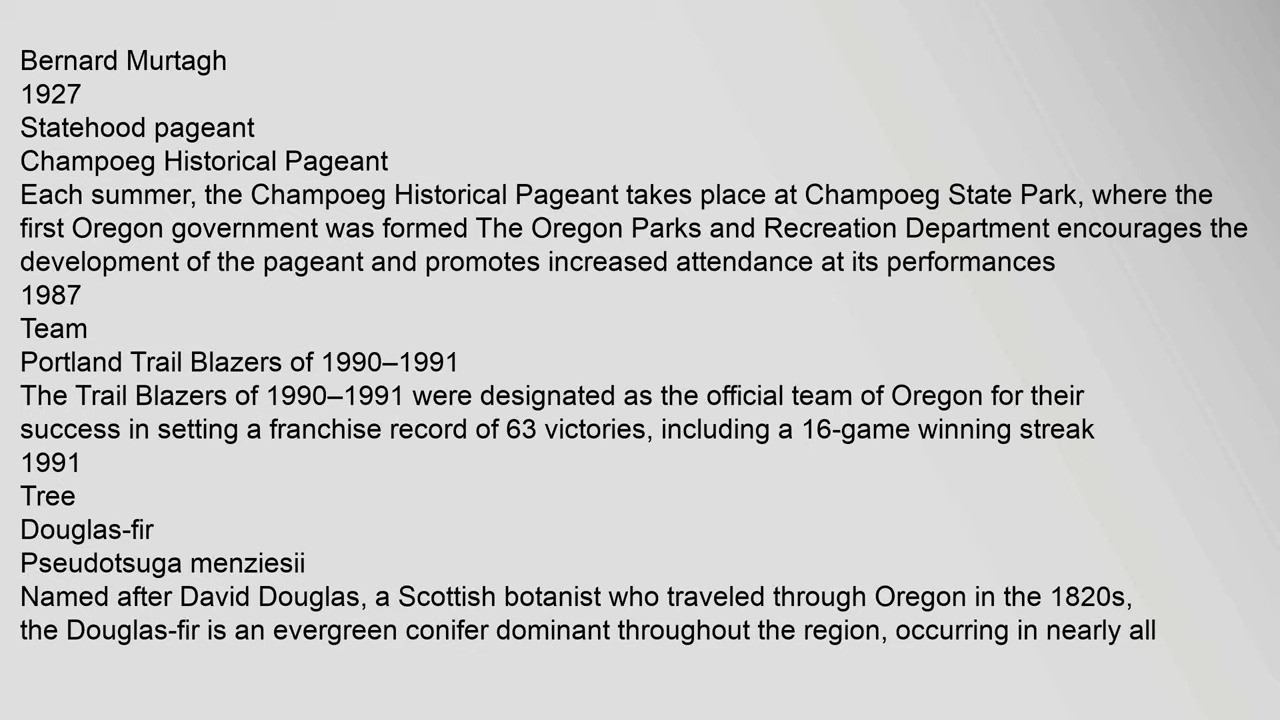 Bernard Murtagh
1927
Statehood pageant
Champoeg Historical Pageant
Each summer, the Champoeg Historical Pageant takes place at Champoeg State Park, where the
first Oregon government was formed The Oregon Parks and Recreation Department encourages the
development of the pageant and promotes increased attendance at its performances
1987
Team
Portland Trail Blazers of 1990–1991
The Trail Blazers of 1990–1991 were designated as the official team of Oregon for their
success in setting a franchise record of 63 victories, including a 16-game winning streak
1991
Tree
Douglas-fir
Pseudotsuga menziesii
Named after David Douglas, a Scottish botanist who traveled through Oregon in the 1820s,
the Douglas-fir is an evergreen conifer dominant throughout the region, occurring in nearly all